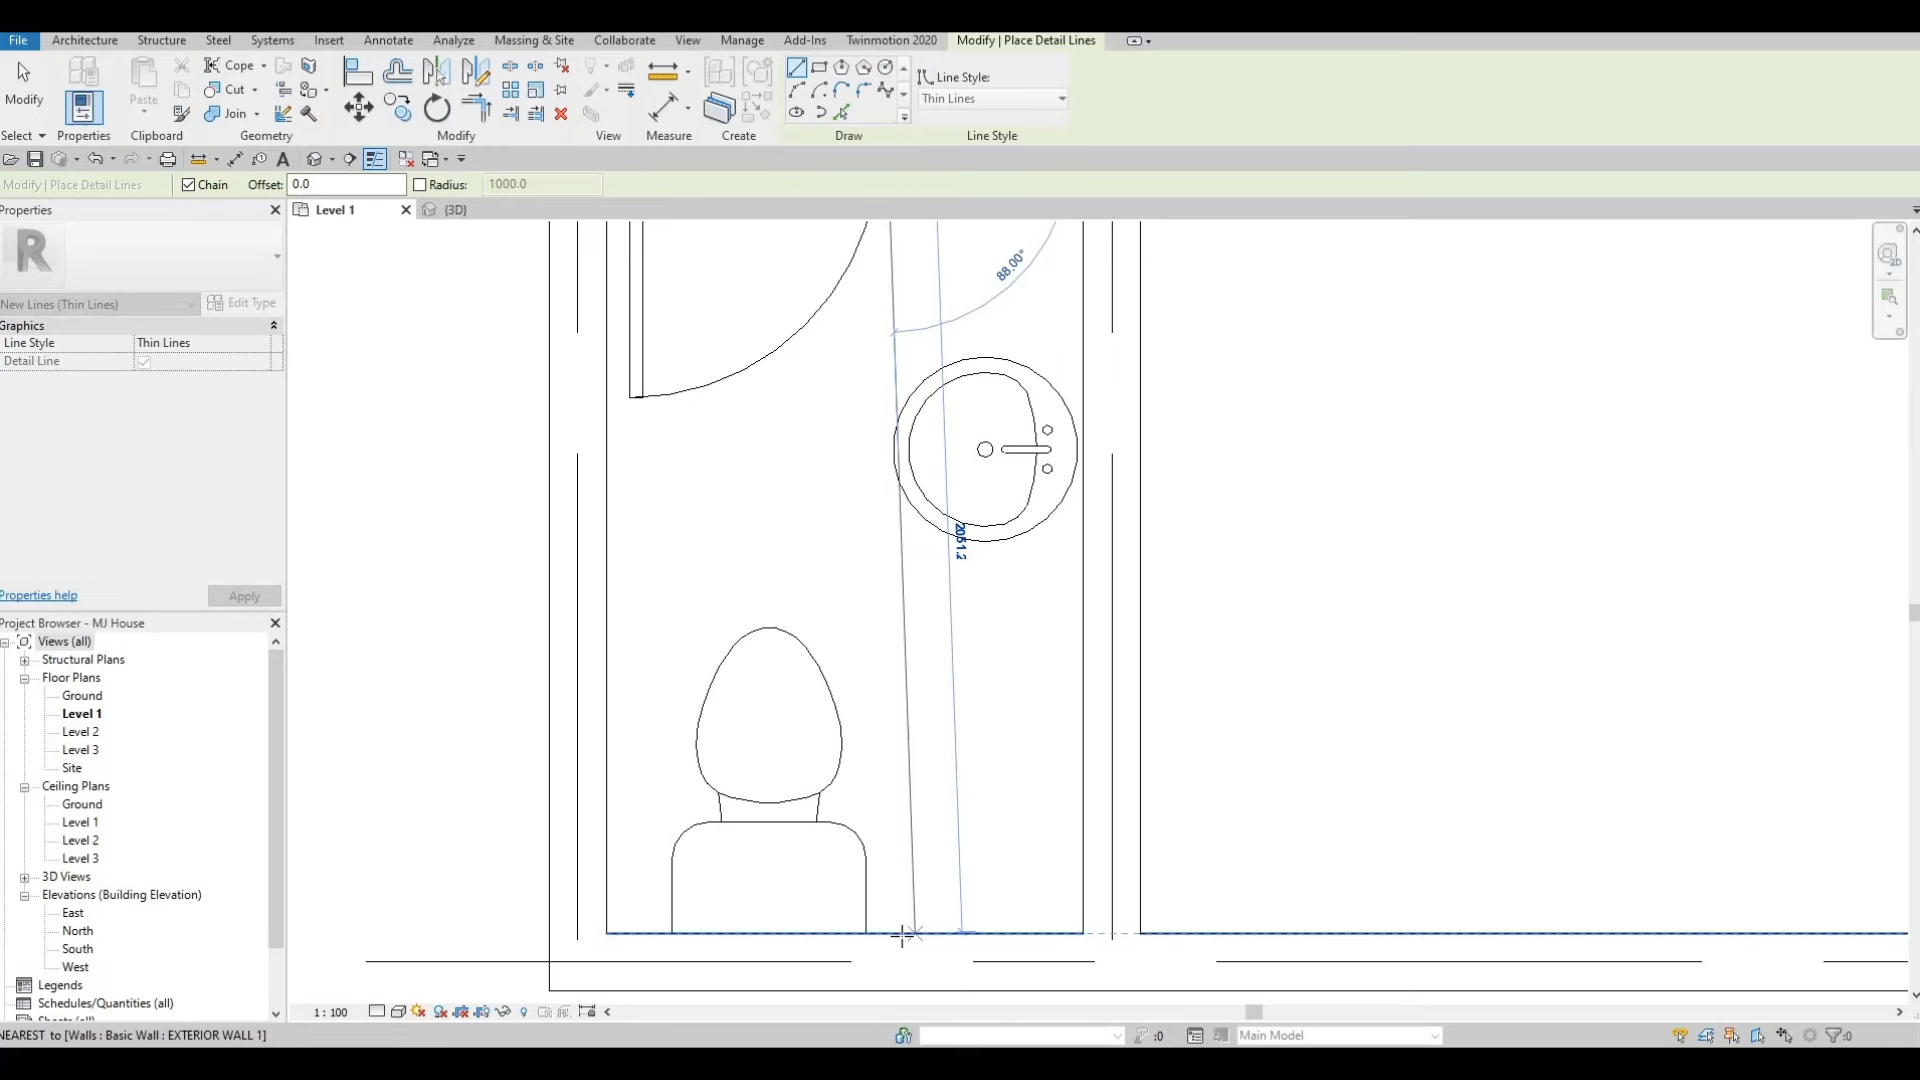 File Architecture Structure Steel Systems Insert Annotate Analyze Massing & Site Collaborate View Manage Add-Ins Twinmotion 2020 Modify | Place Detail Lines
Modify
Paste
Cope
Cut
Join
Line Style:
Thin Lines
Select Properties Clipboard Geometry Modify View Measure Create Draw Line Style
Modify | Place Detail Lines Chain Offset: 0.0 Radius: 1000.0
Properties
Level 1 {3D}
R
New Lines (Thin Lines) Edit Type
Graphics
Line Style Thin Lines
Detail Line
Properties help Apply
Project Browser - MJ House
Views (all)
Structural Plans
Floor Plans
Ground
Level 1
Level 2
Level 3
Site
Ceiling Plans
Ground
Level 1
Level 2
Level 3
3D Views
Elevations (Building Elevation)
East
North
South
West
Legends
Schedules/Quantities (all)
88.00°
2051.2
2D
1 : 100
NEAREST to [Walls : Basic Wall : EXTERIOR WALL 1] :0 Main Model :0